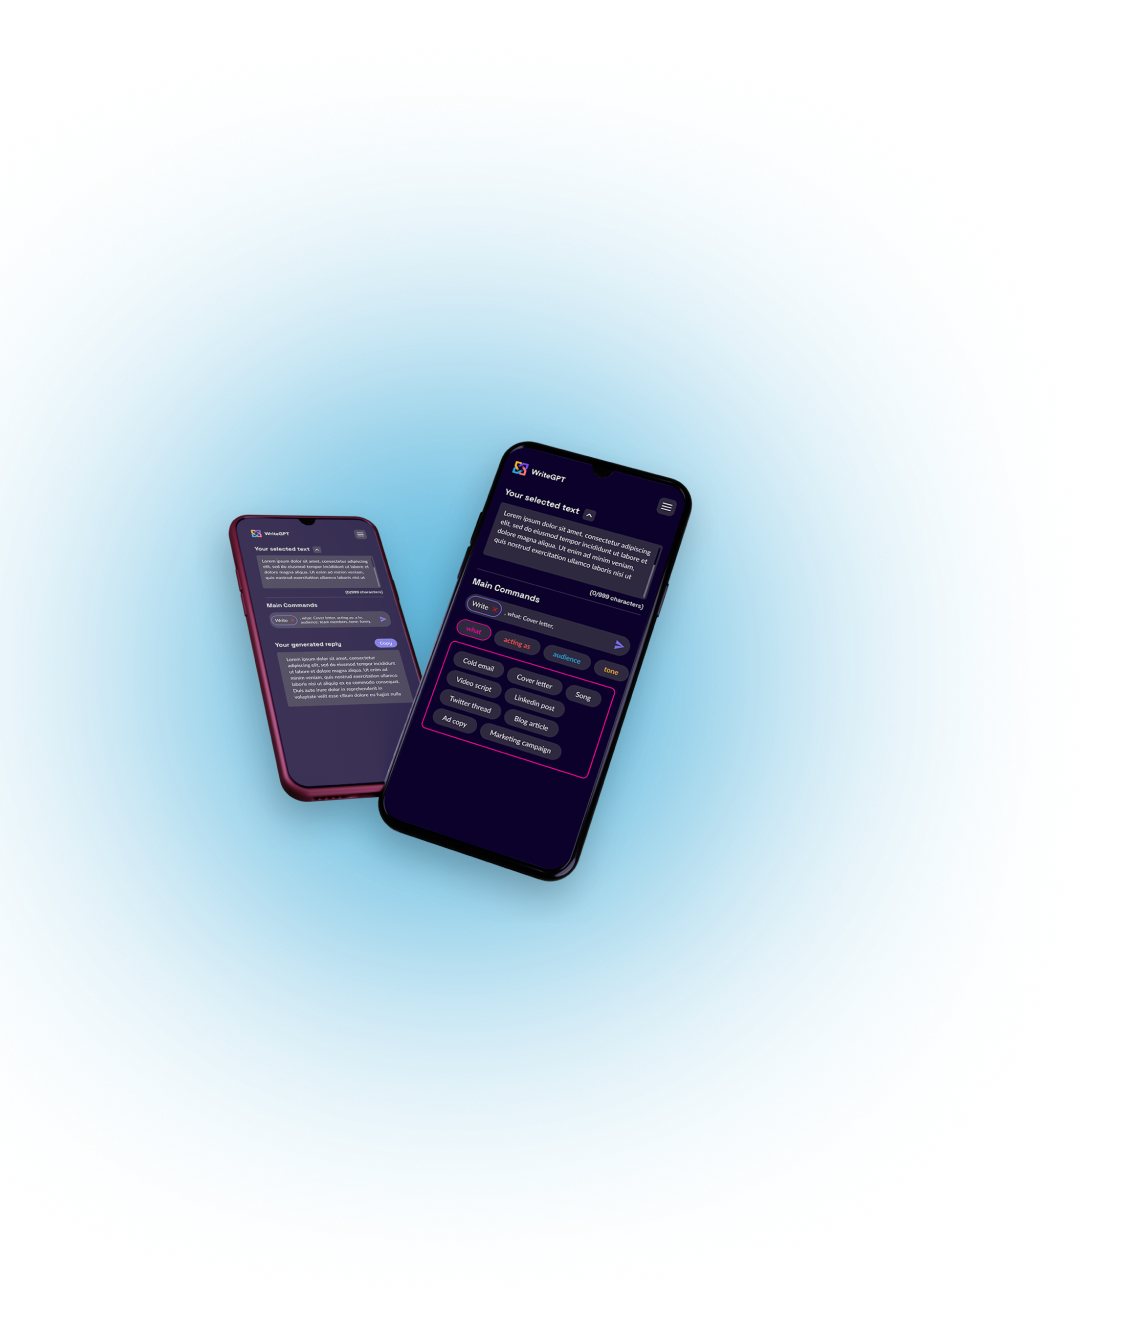 WriteGPT
Your selected text
Lorem ipsum dolor sit amet, consectetur adipiscing
elit, sed do eiusmod tempor incididunt ut labore et
dolore magna aliqua. Ut enim ad minim veniam,
quis nostrud exercitation ullamco laboris nisi ut
(0/999 characters)
Main Commands
Write , what: Cover letter, acting as: a hr,
audience: team members, tone: funny,
Your generated reply
Copy
Lorem ipsum dolor sit amet, consectetur
adipiscing elit, sed do eiusmod tempor incididunt
ut labore et dolore magna aliqua. Ut enim ad
minim veniam, quis nostrud exercitation ullamco
laboris nisi ut aliquip ex ea commodo consequat.
Duis aute irure dolor in reprehenderit in
voluptate velit esse cillum dolore eu fugiat nulla
WriteGPT
Your selected text
Lorem ipsum dolor sit amet, consectetur adipiscing
elit, sed do eiusmod tempor incididunt ut labore et
dolore magna aliqua. Ut enim ad minim veniam,
quis nostrud exercitation ullamco laboris nisi ut
(0/999 characters)
Main Commands
Write , what: Cover letter,
what acting as audience tone
Cold email Cover letter Song
Video script Linkedin post
Twitter thread Blog article
Ad copy Marketing campaign